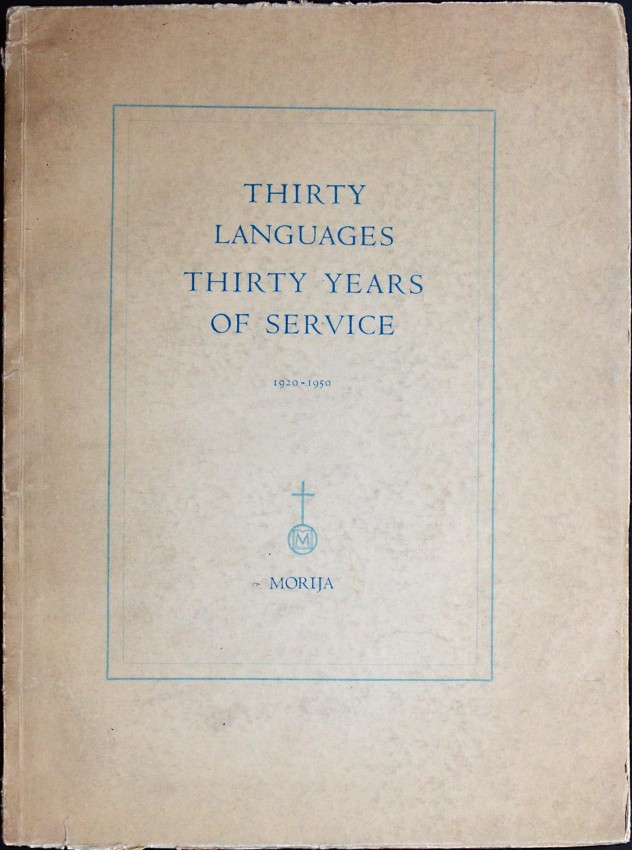 THIRTY
LANGUAGES
THIRTY YEARS
OF SERVICE
1920-1950
M
MORIJA